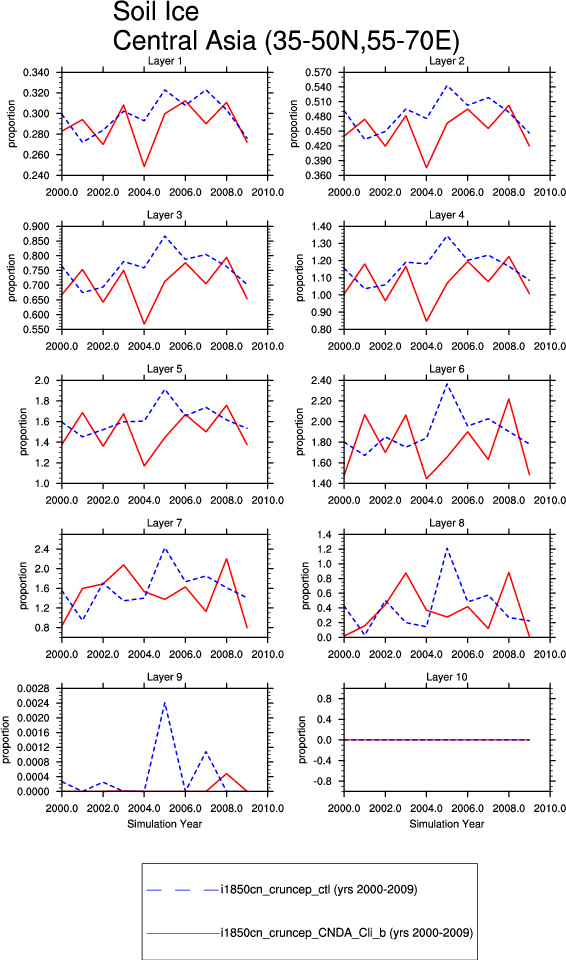 Soil Ice
Central Asia (35-50N,55-70E)
Layer 1
proportion
0.340
0.320
0.300
0.280
0.260
0.240
2000.0 2002.0 2004.0 2006.0 2008.0 2010.0
Layer 2
proportion
0.570
0.540
0.510
0.480
0.450
0.420
0.390
0.360
2000.0 2002.0 2004.0 2006.0 2008.0 2010.0
Layer 3
proportion
0.900
0.850
0.800
0.750
0.700
0.650
0.600
0.550
2000.0 2002.0 2004.0 2006.0 2008.0 2010.0
Layer 4
proportion
1.40
1.30
1.20
1.10
1.00
0.90
0.80
2000.0 2002.0 2004.0 2006.0 2008.0 2010.0
Layer 5
proportion
2.0
1.8
1.6
1.4
1.2
1.0
2000.0 2002.0 2004.0 2006.0 2008.0 2010.0
Layer 6
proportion
2.40
2.20
2.00
1.80
1.60
1.40
2000.0 2002.0 2004.0 2006.0 2008.0 2010.0
Layer 7
proportion
2.4
2.0
1.6
1.2
0.8
2000.0 2002.0 2004.0 2006.0 2008.0 2010.0
Layer 8
proportion
1.4
1.2
1.0
0.8
0.6
0.4
0.2
0.0
2000.0 2002.0 2004.0 2006.0 2008.0 2010.0
Layer 9
proportion
0.0028
0.0024
0.0020
0.0016
0.0012
0.0008
0.0004
0.0000
2000.0 2002.0 2004.0 2006.0 2008.0 2010.0
Simulation Year
Layer 10
proportion
0.8
0.4
0.0
-0.4
-0.8
2000.0 2002.0 2004.0 2006.0 2008.0 2010.0
Simulation Year
i1850cn_cruncep_ctl (yrs 2000-2009)
i1850cn_cruncep_CNDA_Cli_b (yrs 2000-2009)